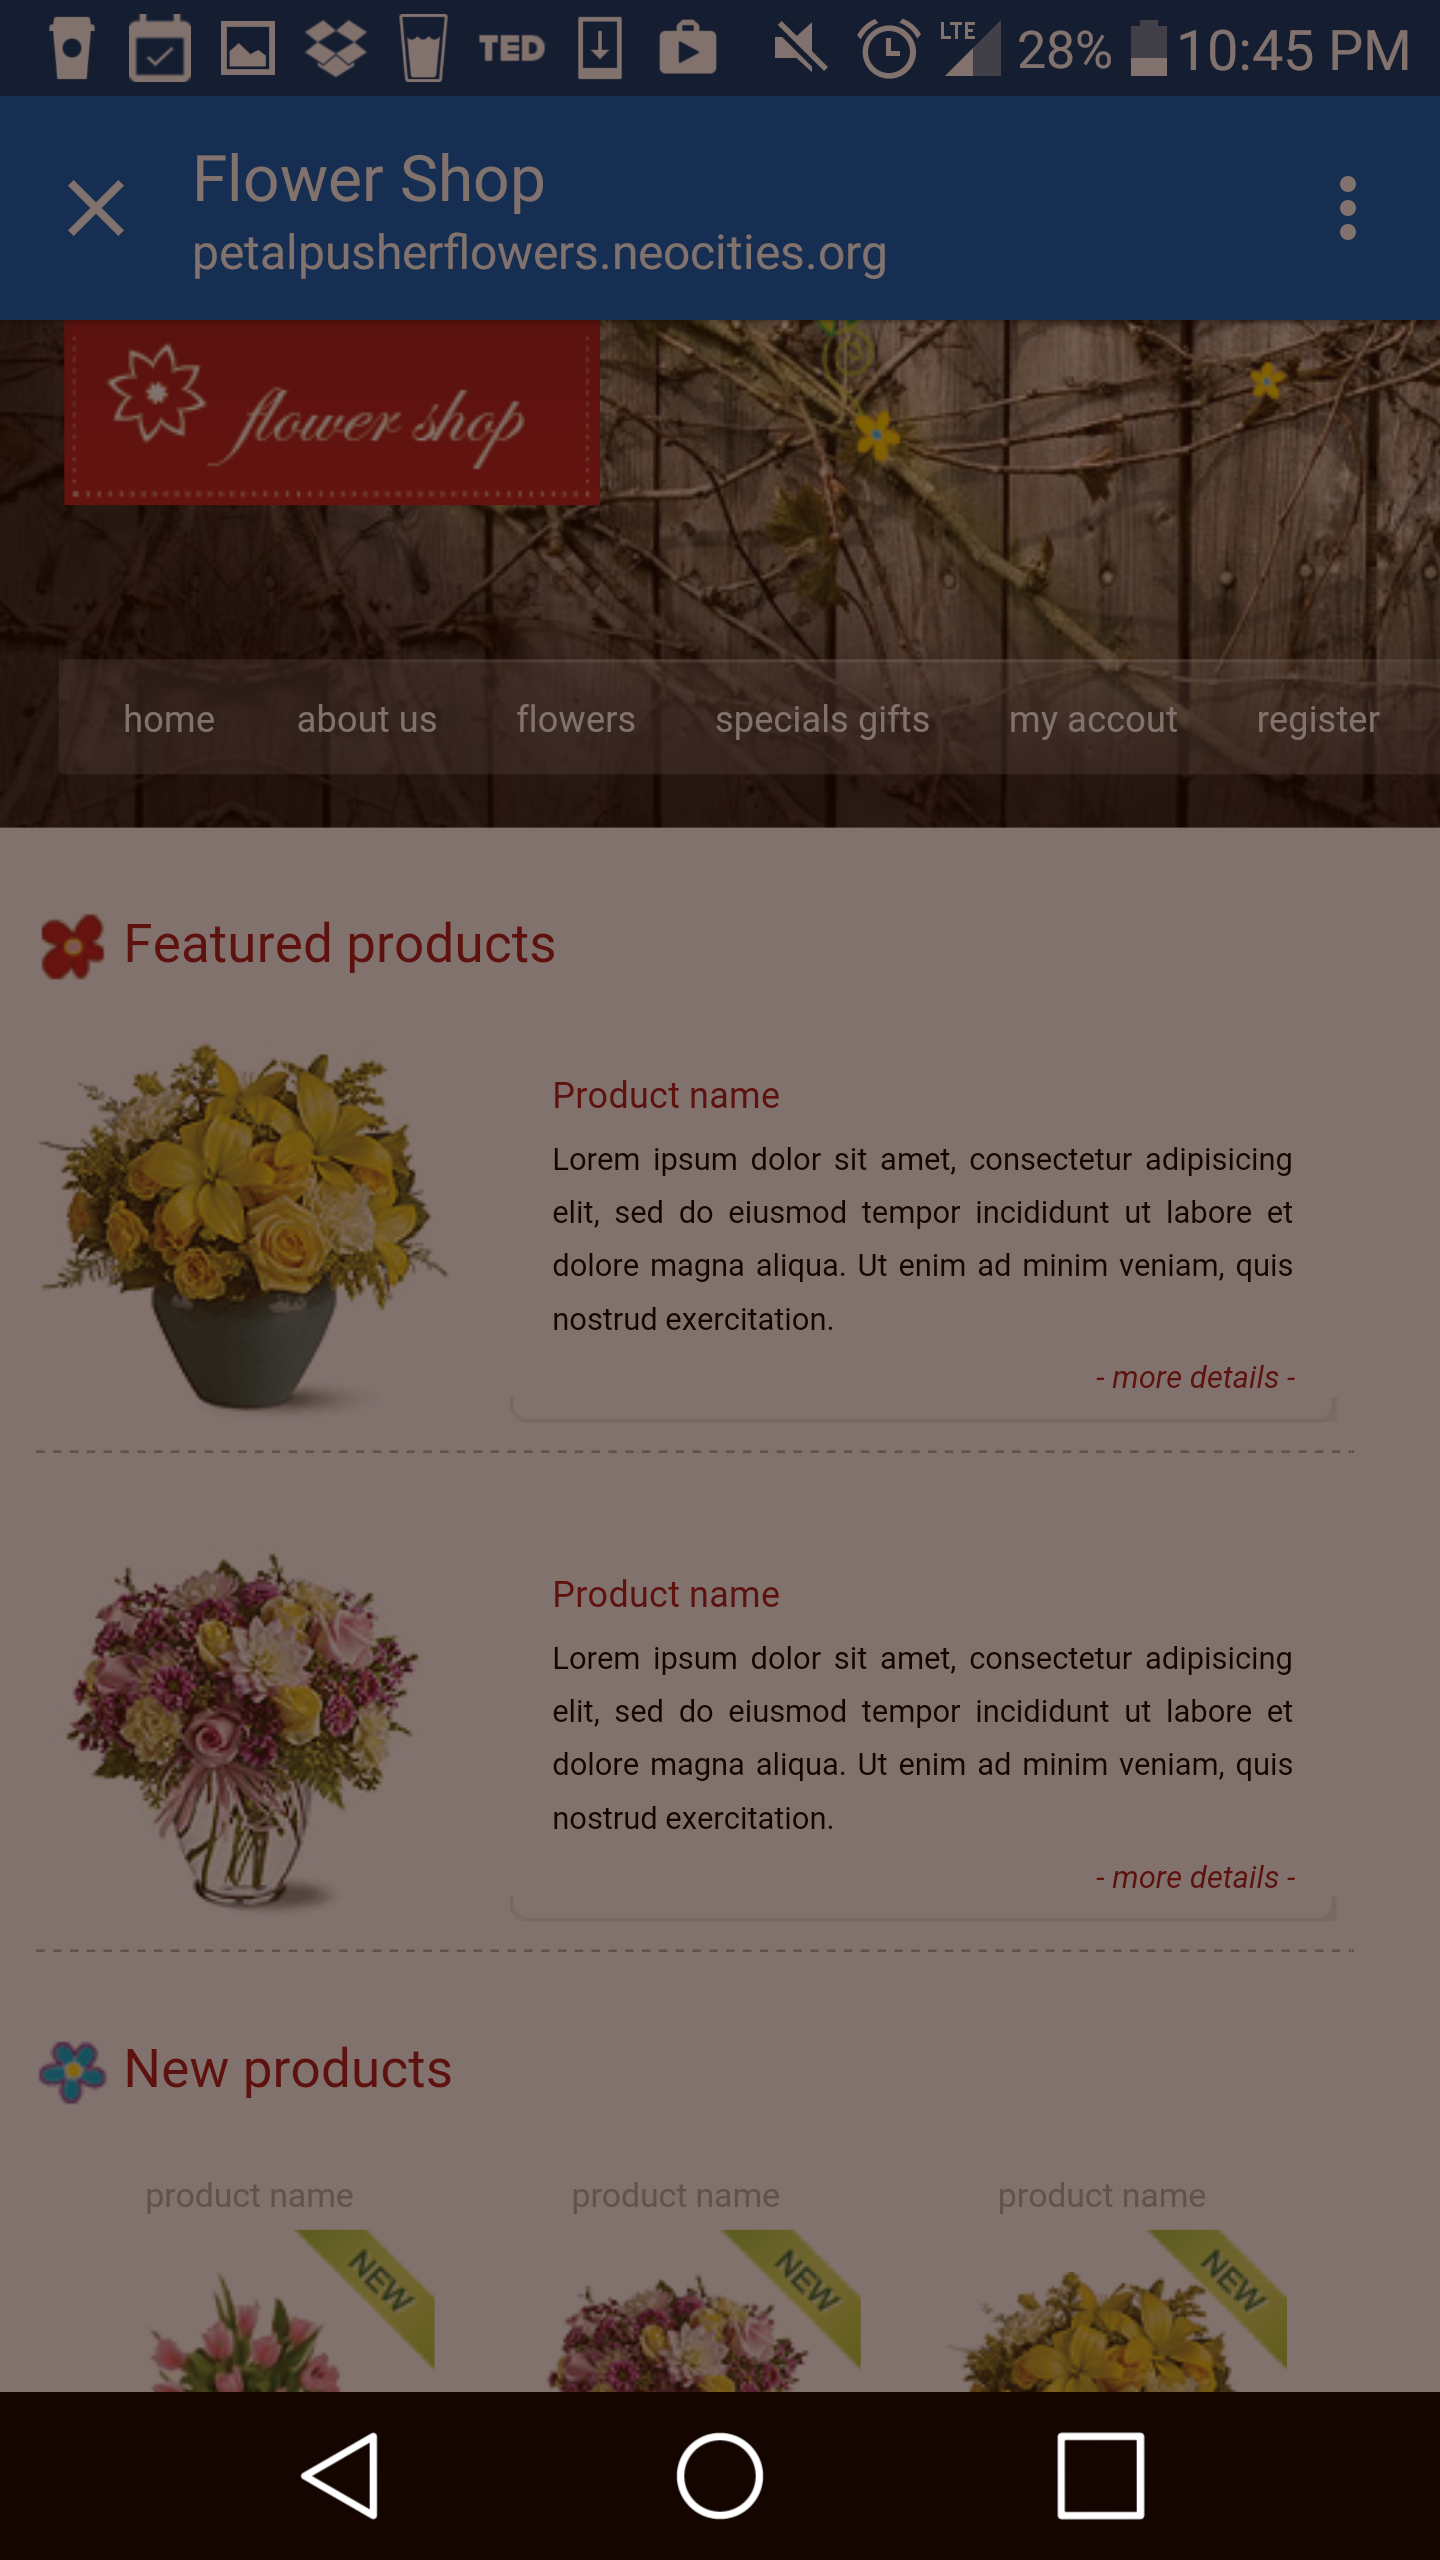 TED LTE 28% 10:45 PM
Flower Shop
petalpusherflowers.neocities.org
flower shop
home about us flowers specials gifts my accout register
Featured products
Product name
Lorem ipsum dolor sit amet, consectetur adipisicing
elit, sed do eiusmod tempor incididunt ut labore et
dolore magna aliqua. Ut enim ad minim veniam, quis
nostrud exercitation.
- more details -
Product name
Lorem ipsum dolor sit amet, consectetur adipisicing
elit, sed do eiusmod tempor incididunt ut labore et
dolore magna aliqua. Ut enim ad minim veniam, quis
nostrud exercitation.
- more details -
New products
product name product name product name
NEW NEW NEW